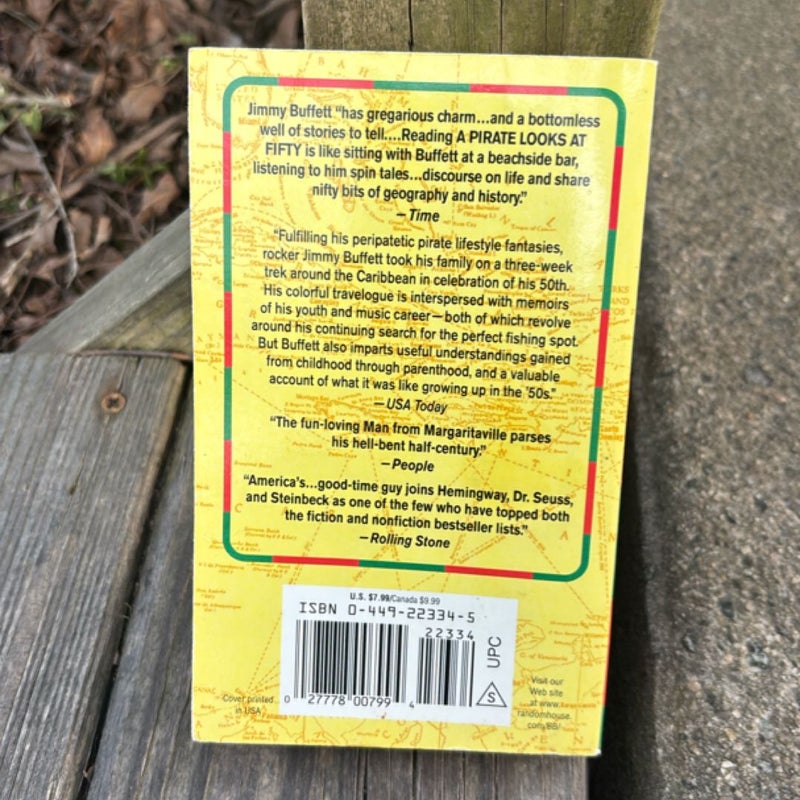 Jimmy Buffett "has gregarious charm...and a bottomless
well of stories to tell....Reading A PIRATE LOOKS AT
FIFTY is like sitting with Buffett at a beachside bar,
listening to him spin tales...discourse on life and share
nifty bits of geography and history."
—Time
"Fulfilling his peripatetic pirate lifestyle fantasies,
rocker Jimmy Buffett took his family on a three-week
trek around the Caribbean in celebration of his 50th.
His colorful travelogue is interspersed with memoirs
of his youth and music career—both of which revolve
around his continuing search for the perfect fishing spot.
But Buffett also imparts useful understandings gained
from childhood through parenthood, and a valuable
account of what it was like growing up in the '50s."
—USA Today
"The fun-loving Man from Margaritaville parses
his hell-bent half-century."
—People
"America's...good-time guy joins Hemingway, Dr. Seuss,
and Steinbeck as one of the few who have topped both
the fiction and nonfiction bestseller lists."
—Rolling Stone
U.S. $7.99/Canada $9.99
ISBN 0-449-22334-5
22334
UPC
S
0 27778 00799 4
Cover printed
in USA
Visit our
Web site
at www.
randomhouse.
com/BB/